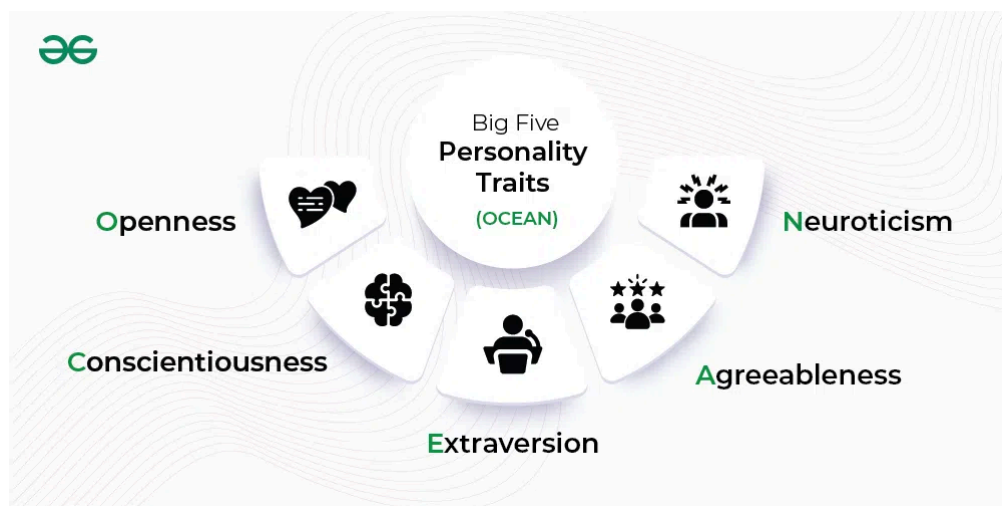 Big Five
Personality
Traits
(OCEAN)
Openness
Conscientiousness
Extraversion
Agreeableness
Neuroticism